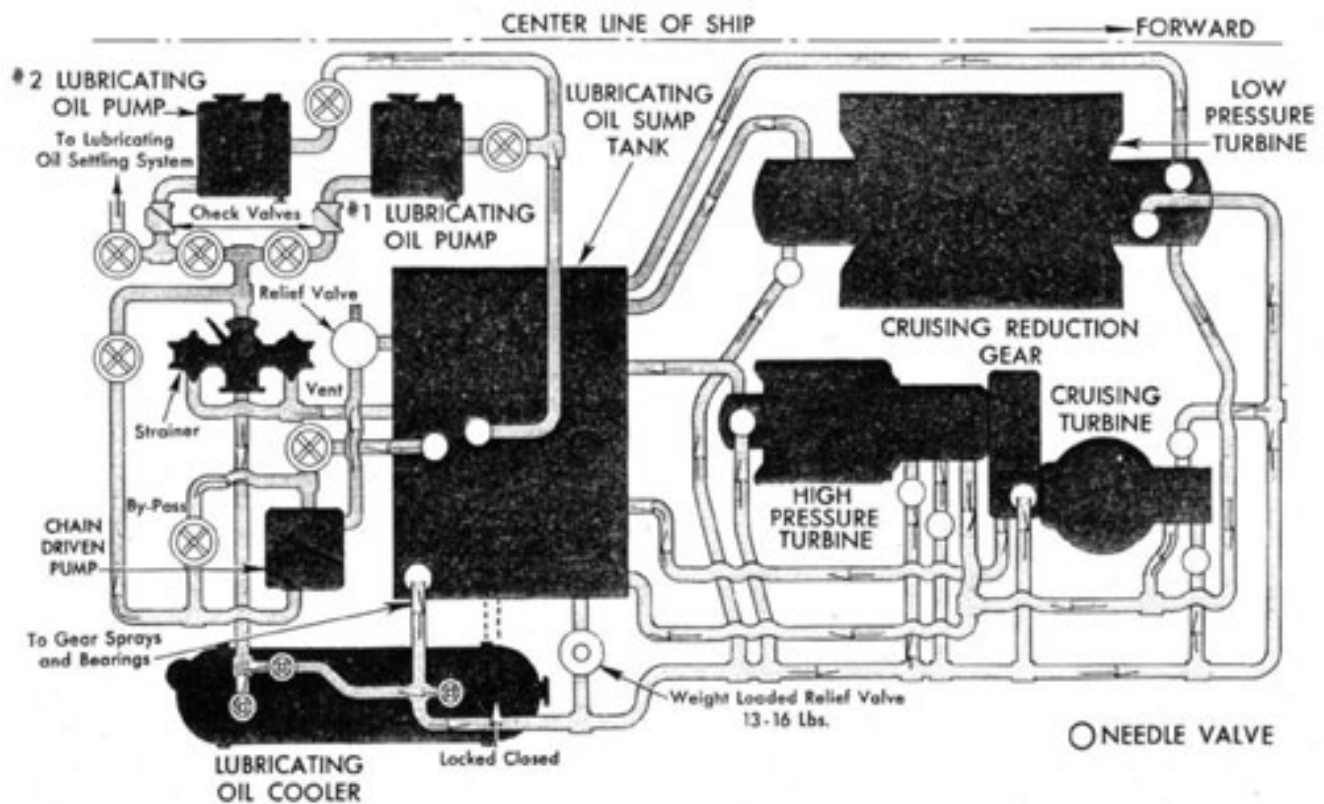 CENTER LINE OF SHIP
FORWARD
#2 LUBRICATING
OIL PUMP
To Lubricating
Oil Settling System
Check Valves
#1 LUBRICATING
OIL PUMP
LUBRICATING
OIL SUMP
TANK
LOW
PRESSURE
TURBINE
Relief Valve
Vent
Strainer
By-Pass
CHAIN
DRIVEN
PUMP
CRUISING REDUCTION
GEAR
CRUISING
TURBINE
HIGH
PRESSURE
TURBINE
To Gear Sprays
and Bearings
Weight Loaded Relief Valve
13-16 Lbs.
Locked Closed
LUBRICATING
OIL COOLER
NEEDLE VALVE